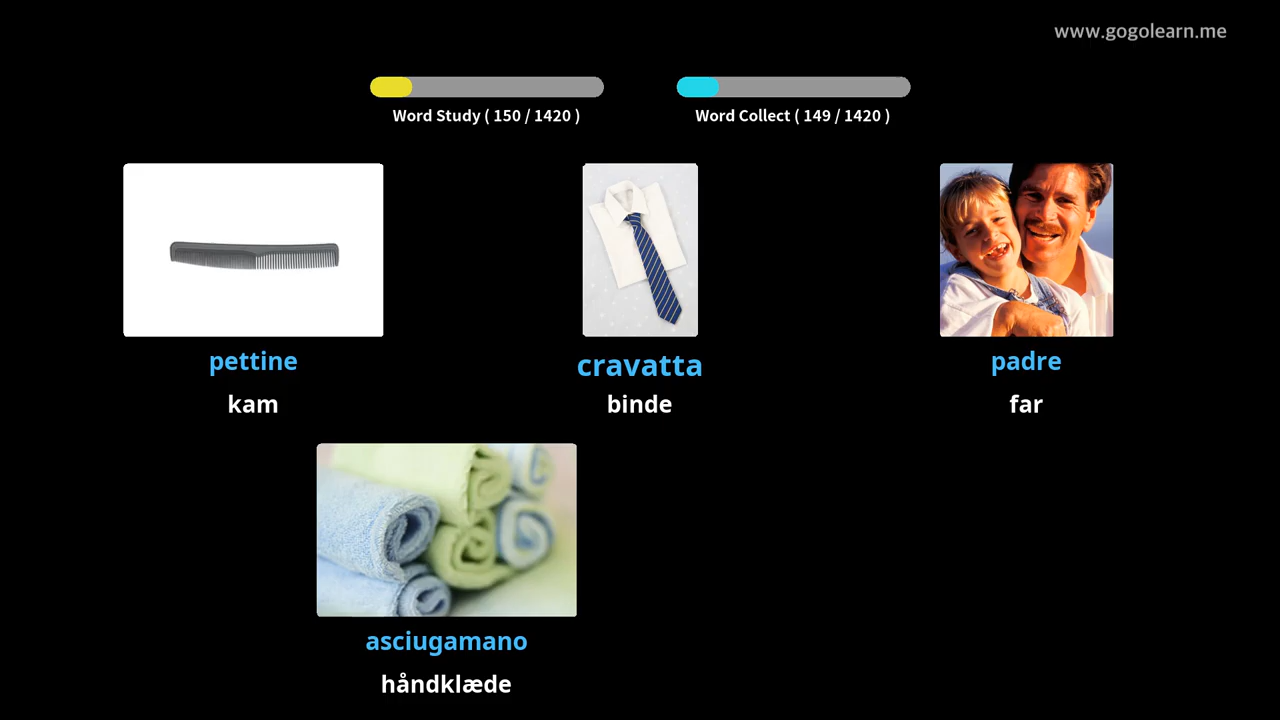 www.gogolearn.me
Word Study ( 150 / 1420 )
Word Collect ( 149 / 1420 )
pettine
cravatta
padre
kam
binde
far
asciugamano
håndklæde